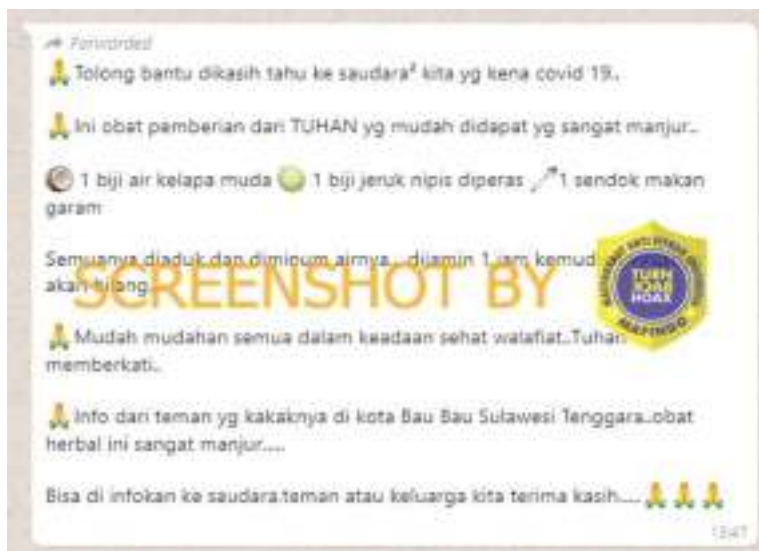 Forwarded
🙏 Tolong bantu dikasih tahu ke saudara² kita yg kena covid 19..
🙏 Ini obat pemberian dari TUHAN yg mudah didapat yg sangat manjur..
🥥 1 biji air kelapa muda 🍈 1 biji jeruk nipis diperas 🥄 1 sendok makan
garam
Semuanya diaduk dan diminum airnya...dijamin 1 jam kemud
akan hilang
SCREENSHOT BY
MASYARAKAT ANTI FITNAH INDONESIA
TURN BACK HOAX
MAFINDO
🙏 Mudah mudahan semua dalam keadaan sehat walafiat..Tuhan
memberkati..
🙏 Info dari teman yg kakaknya di kota Bau Bau Sulawesi Tenggara..obat
herbal ini sangat manjur.....
Bisa di infokan ke saudara.teman atau keluarga kita terima kasih..... 🙏 🙏 🙏
13:47